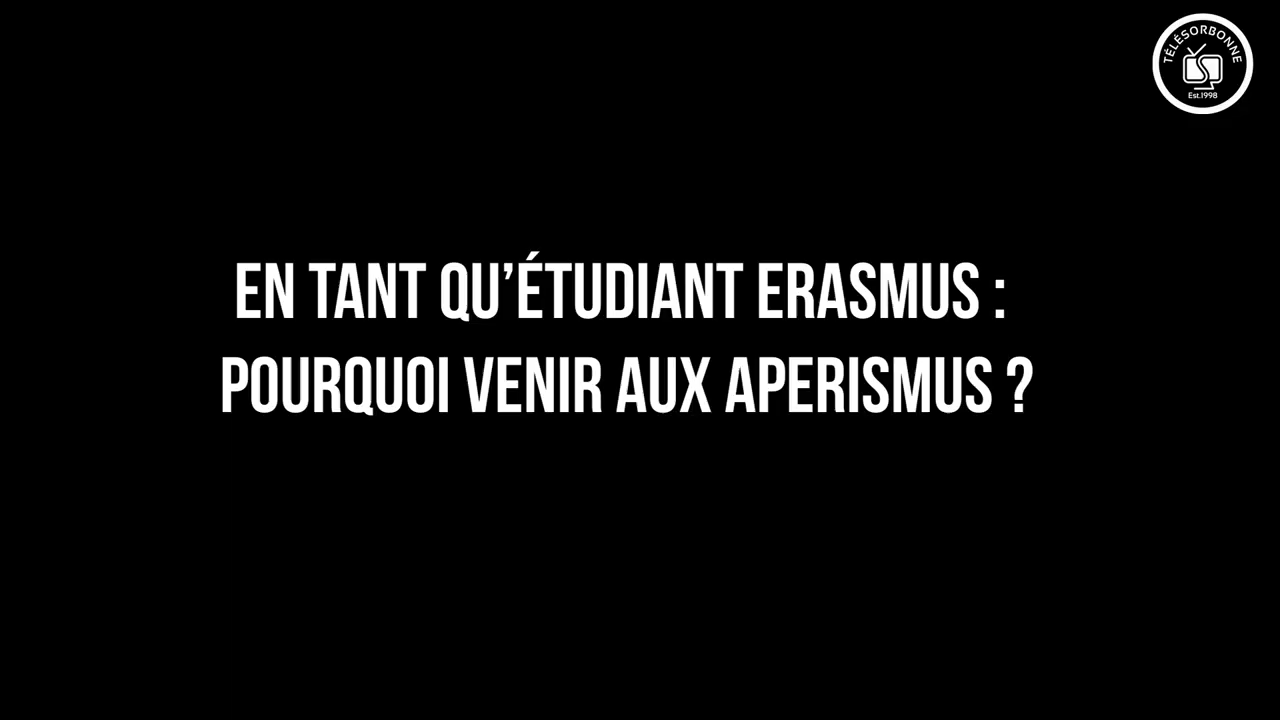 TÉLÉSORBONNE
Est.1998
EN TANT QU’ÉTUDIANT ERASMUS :
POURQUOI VENIR AUX APERISMUS ?